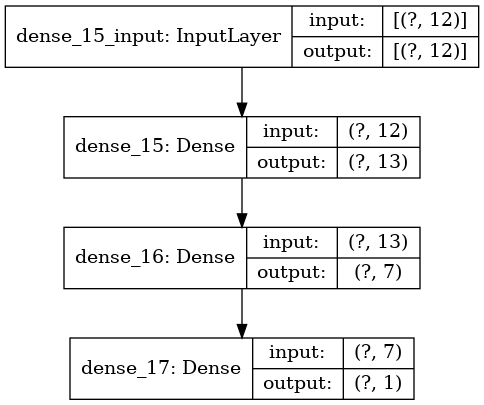 dense_15_input: InputLayer input: [(?, 12)]
output: [(?, 12)]
dense_15: Dense input: (?, 12)
output: (?, 13)
dense_16: Dense input: (?, 13)
output: (?, 7)
dense_17: Dense input: (?, 7)
output: (?, 1)